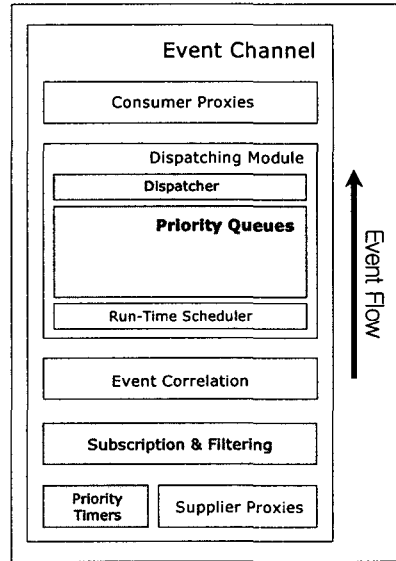 Event Channel
Consumer Proxies
Dispatching Module
Dispatcher
Priority Queues
Run-Time Scheduler
Event Correlation
Subscription & Filtering
Priority
Timers
Supplier Proxies
Event Flow